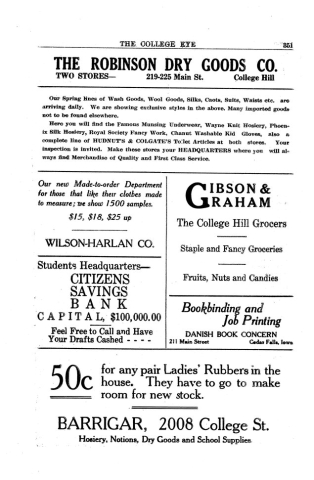 THE COLLEGE EYE 351
THE ROBINSON DRY GOODS CO.
TWO STORES— 219-225 Main St. College Hill
Our Spring lines of Wash Goods, Wool Goods, Silks, Coots, Suits, Waists etc. are
arriving daily. We are showing exclusive styles in the above. Many imported goods
not to be found elsewhere.
Here you will find the Famous Munsing Underwear, Wayne Knit Hosiery, Phoen-
ix Silk Hosiery, Royal Society Fancy Work, Chanut Washable Kid Gloves, also a
complete line of HUDNUT'S & COLGATE'S Toilet Articles at both stores. Your
inspection is invited. Make these stores your HEADQUARTERS where you will al-
ways find Merchandise of Quality and First Class Service.
Our new Made-to-order Department
for those that like their clothes made
to measure; we show 1500 samples.
$15, $18, $25 up
WILSON-HARLAN CO.
Students Headquarters—
CITIZENS
SAVINGS
BANK
CAPITAL, $100,000.00
Feel Free to Call and Have
Your Drafts Cashed - - - -
GIBSON &
GRAHAM
The College Hill Grocers
Staple and Fancy Groceries
Fruits, Nuts and Candies
Bookbinding and
Job Printing
DANISH BOOK CONCERN
211 Main Street Cedar Falls, Iowa
50c for any pair Ladies' Rubbers in the
house. They have to go to make
room for new stock.
BARRIGAR, 2008 College St.
Hosiery, Notions, Dry Goods and School Supplies.